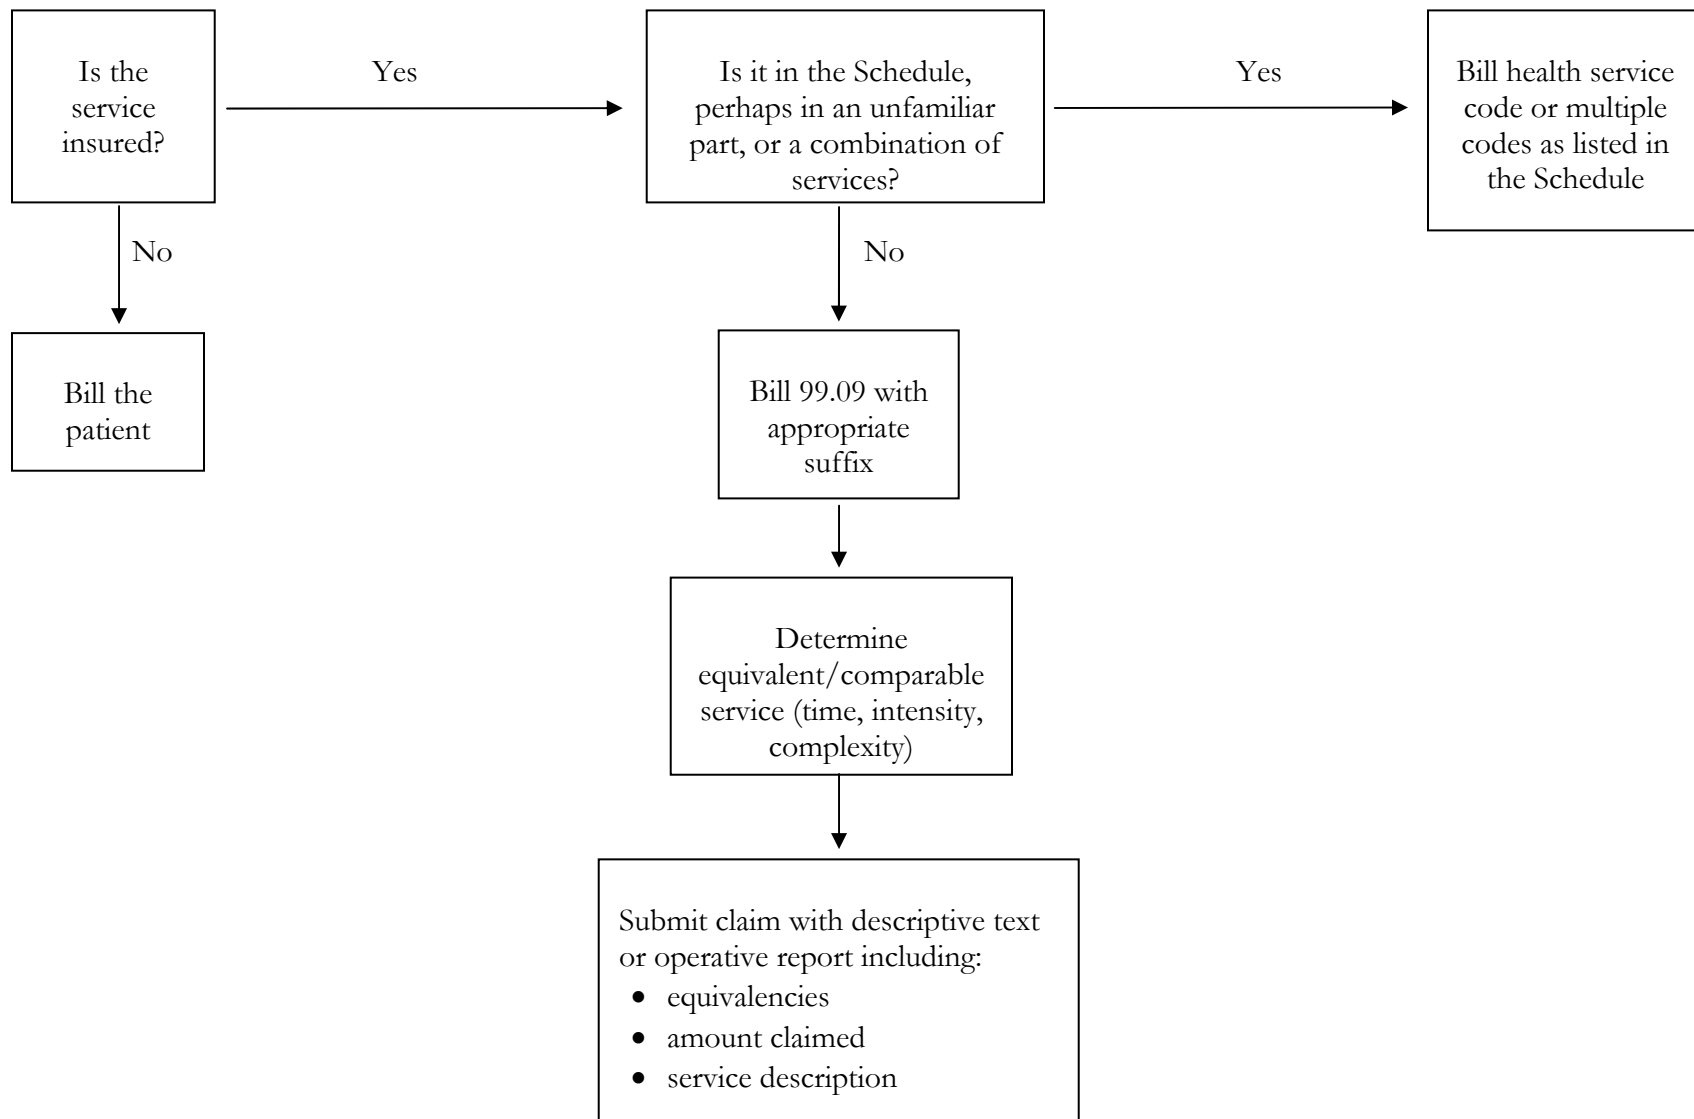 Is the
service
insured?
Yes
Is it in the Schedule,
perhaps in an unfamiliar
part, or a combination of
services?
Yes
Bill health service
code or multiple
codes as listed in
the Schedule
No
No
Bill the
patient
Bill 99.09 with
appropriate
suffix
Determine
equivalent/comparable
service (time, intensity,
complexity)
Submit claim with descriptive text
or operative report including:
• equivalencies
• amount claimed
• service description